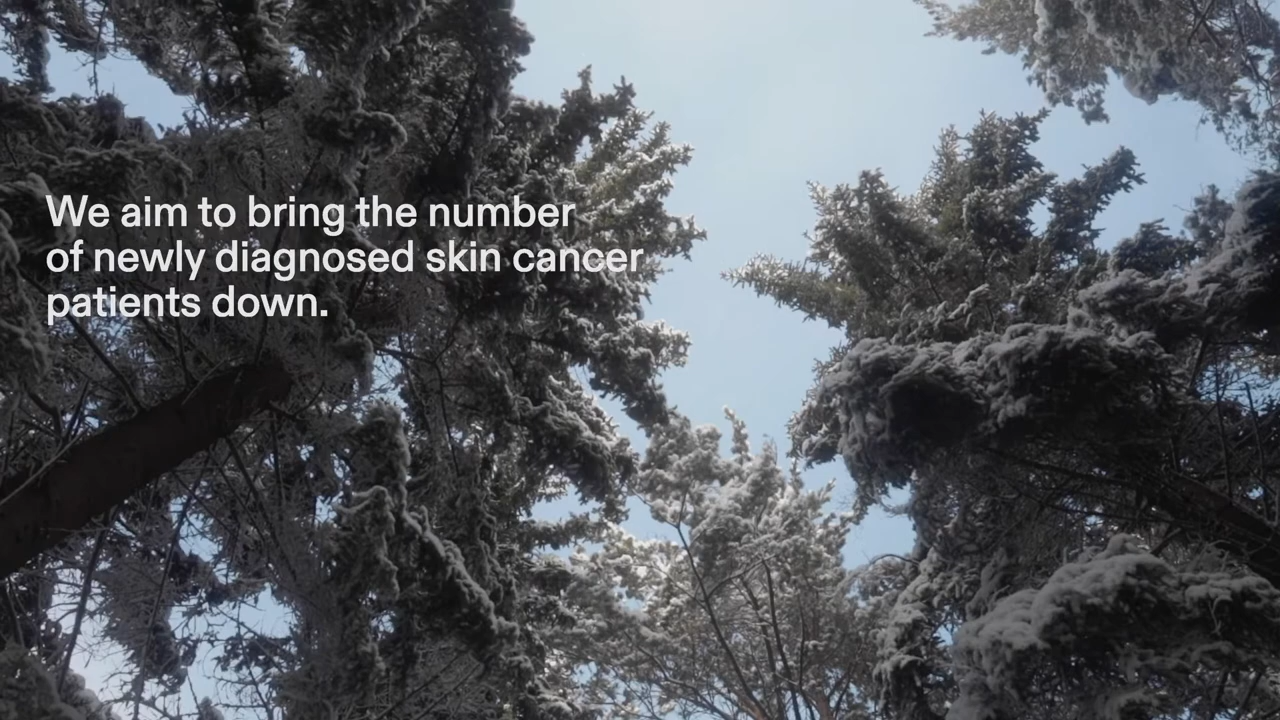 We aim to bring the number
of newly diagnosed skin cancer
patients down.